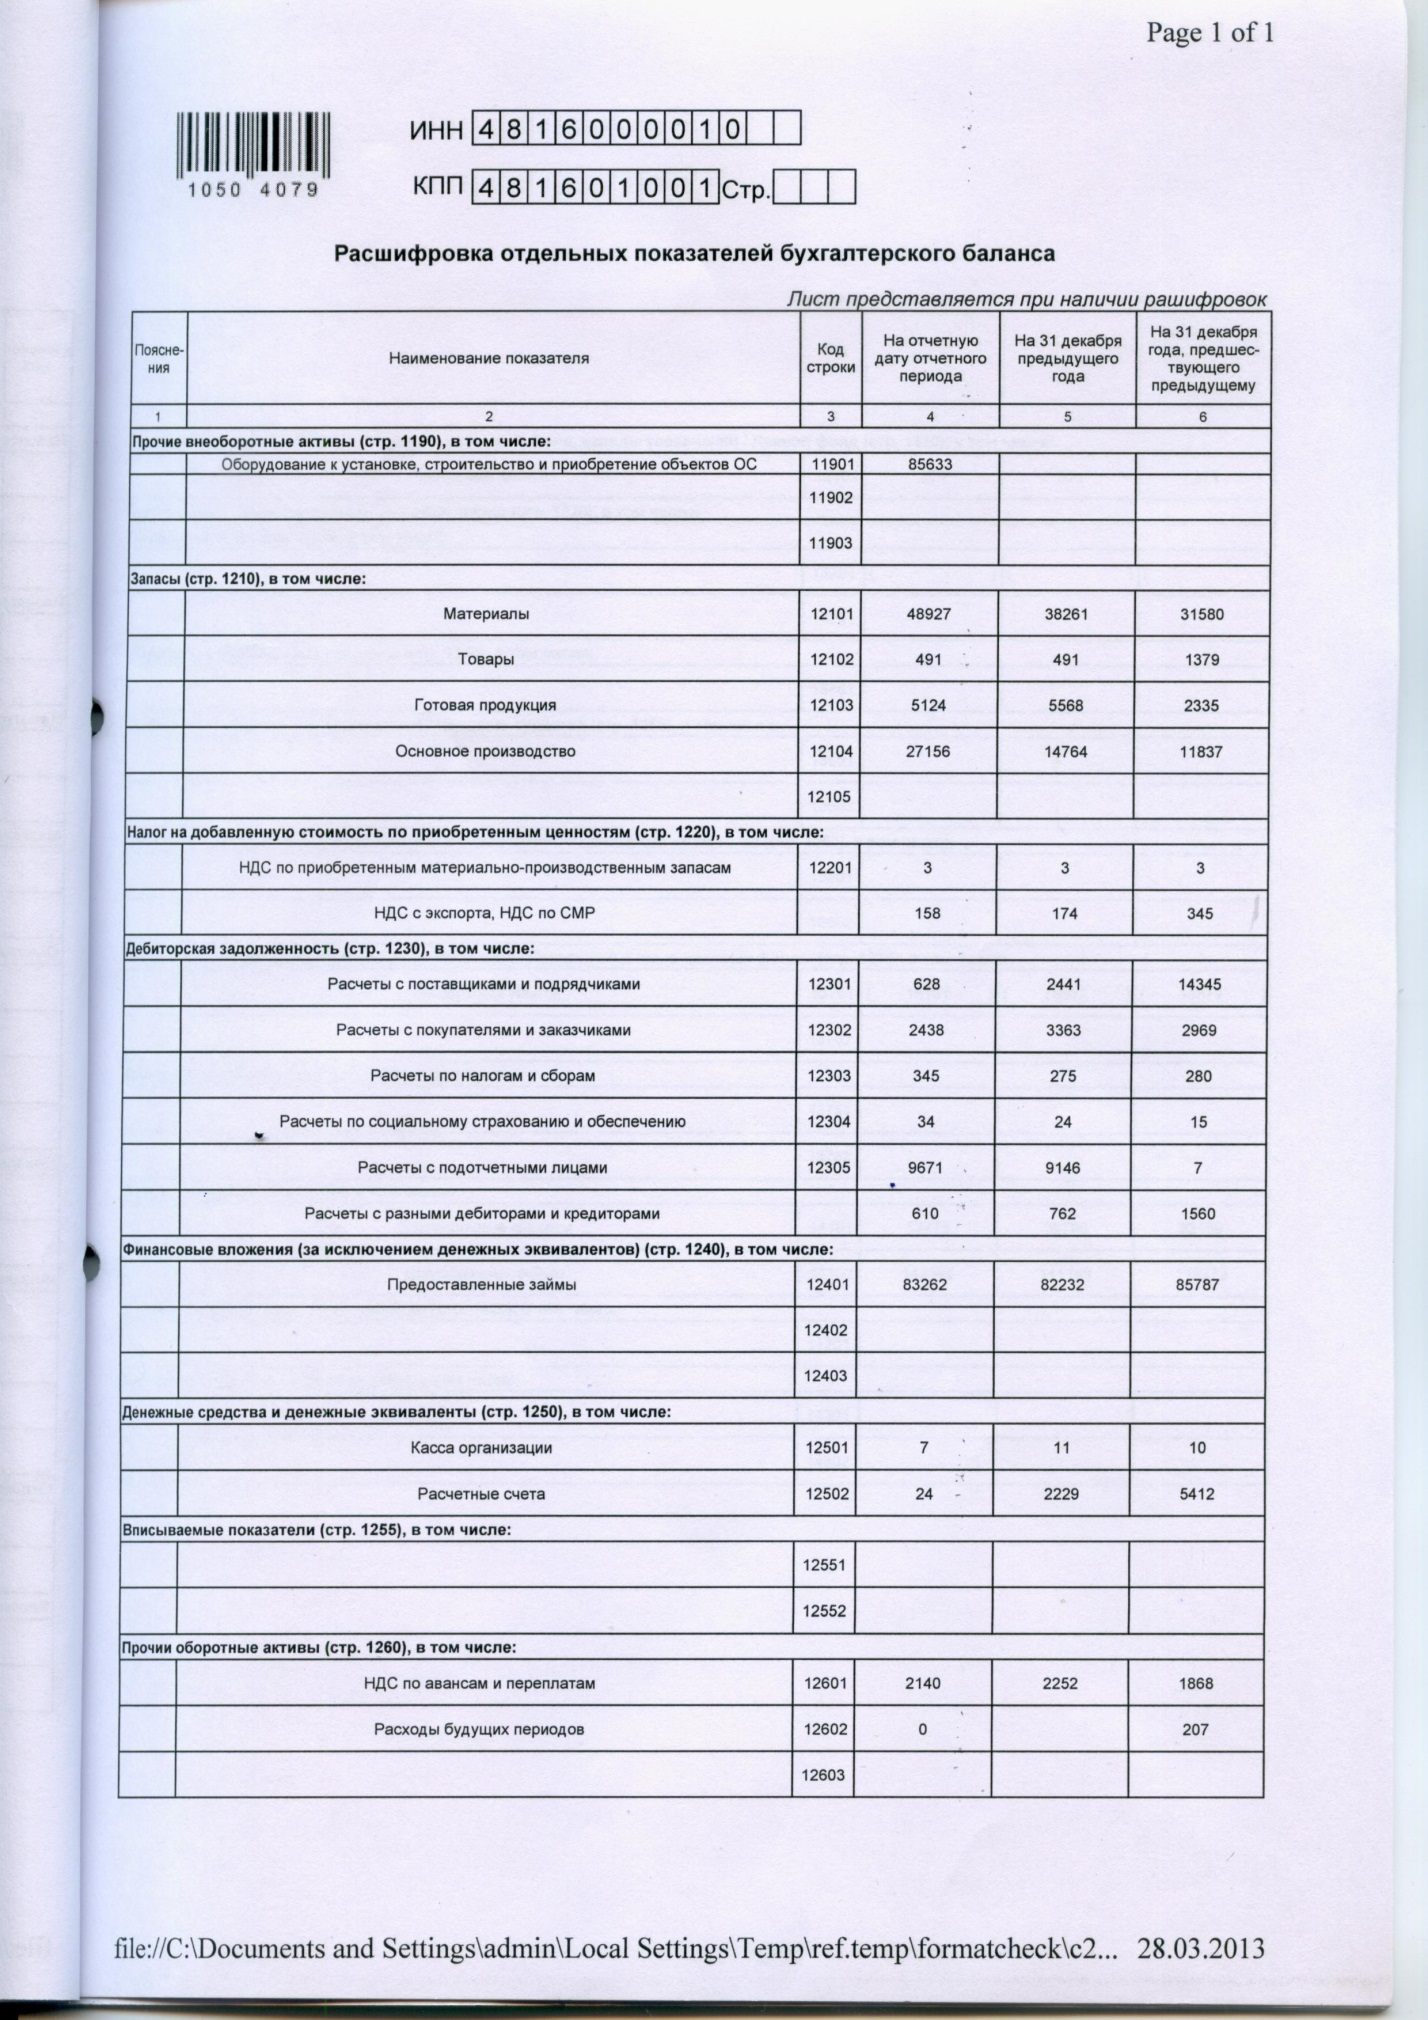 Page 1 of 1
ИНН 4816000010
1050 4079
КПП 481601001 Стр.
Расшифровка отдельных показателей бухгалтерского баланса
Лист представляется при наличии рашифровок
Поясне-ния Наименование показателя Код строки На отчетную дату отчетного периода На 31 декабря предыдущего года На 31 декабря года, предшес-твующего предыдущему
1 2 3 4 5 6
Прочие внеоборотные активы (стр. 1190), в том числе:
Оборудование к установке, строительство и приобретение объектов ОС 11901 85633
11902
11903
Запасы (стр. 1210), в том числе:
Материалы 12101 48927 38261 31580
Товары 12102 491 491 1379
Готовая продукция 12103 5124 5568 2335
Основное производство 12104 27156 14764 11837
12105
Налог на добавленную стоимость по приобретенным ценностям (стр. 1220), в том числе:
НДС по приобретенным материально-производственным запасам 12201 3 3 3
НДС с экспорта, НДС по СМР 158 174 345
Дебиторская задолженность (стр. 1230), в том числе:
Расчеты с поставщиками и подрядчиками 12301 628 2441 14345
Расчеты с покупателями и заказчиками 12302 2438 3363 2969
Расчеты по налогам и сборам 12303 345 275 280
Расчеты по социальному страхованию и обеспечению 12304 34 24 15
Расчеты с подотчетными лицами 12305 9671 9146 7
Расчеты с разными дебиторами и кредиторами 610 762 1560
Финансовые вложения (за исключением денежных эквивалентов) (стр. 1240), в том числе:
Предоставленные займы 12401 83262 82232 85787
12402
12403
Денежные средства и денежные эквиваленты (стр. 1250), в том числе:
Касса организации 12501 7 11 10
Расчетные счета 12502 24 2229 5412
Вписываемые показатели (стр. 1255), в том числе:
12551
12552
Прочии оборотные активы (стр. 1260), в том числе:
НДС по авансам и переплатам 12601 2140 2252 1868
Расходы будущих периодов 12602 0 207
12603
file://C:\Documents and Settings\admin\Local Settings\Temp\ref.temp\formatcheck\c2... 28.03.2013